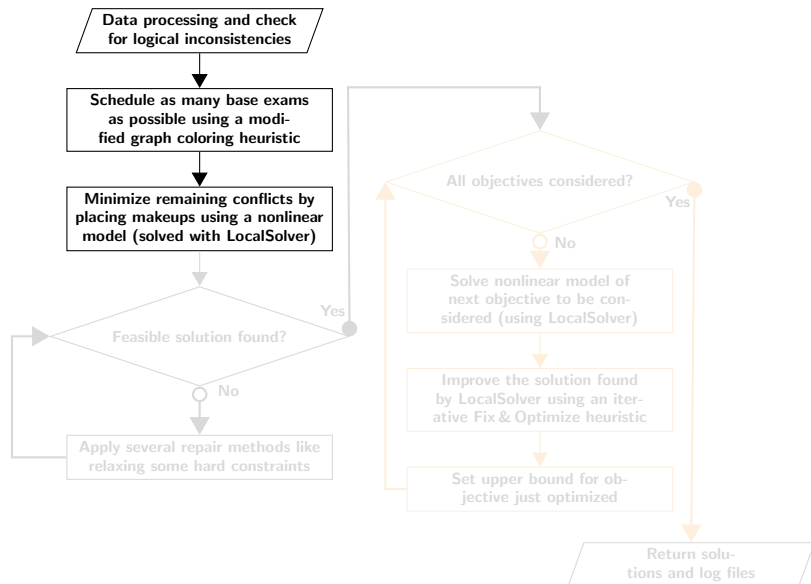 Data processing and check
for logical inconsistencies
Schedule as many base exams
as possible using a modi-
fied graph coloring heuristic
Minimize remaining conflicts by
placing makeups using a nonlinear
model (solved with LocalSolver)
Feasible solution found?
Yes
No
Apply several repair methods like
relaxing some hard constraints
All objectives considered?
Yes
No
Solve nonlinear model of
next objective to be con-
sidered (using LocalSolver)
Improve the solution found
by LocalSolver using an iter-
ative Fix & Optimize heuristic
Set upper bound for ob-
jective just optimized
Return solu-
tions and log files